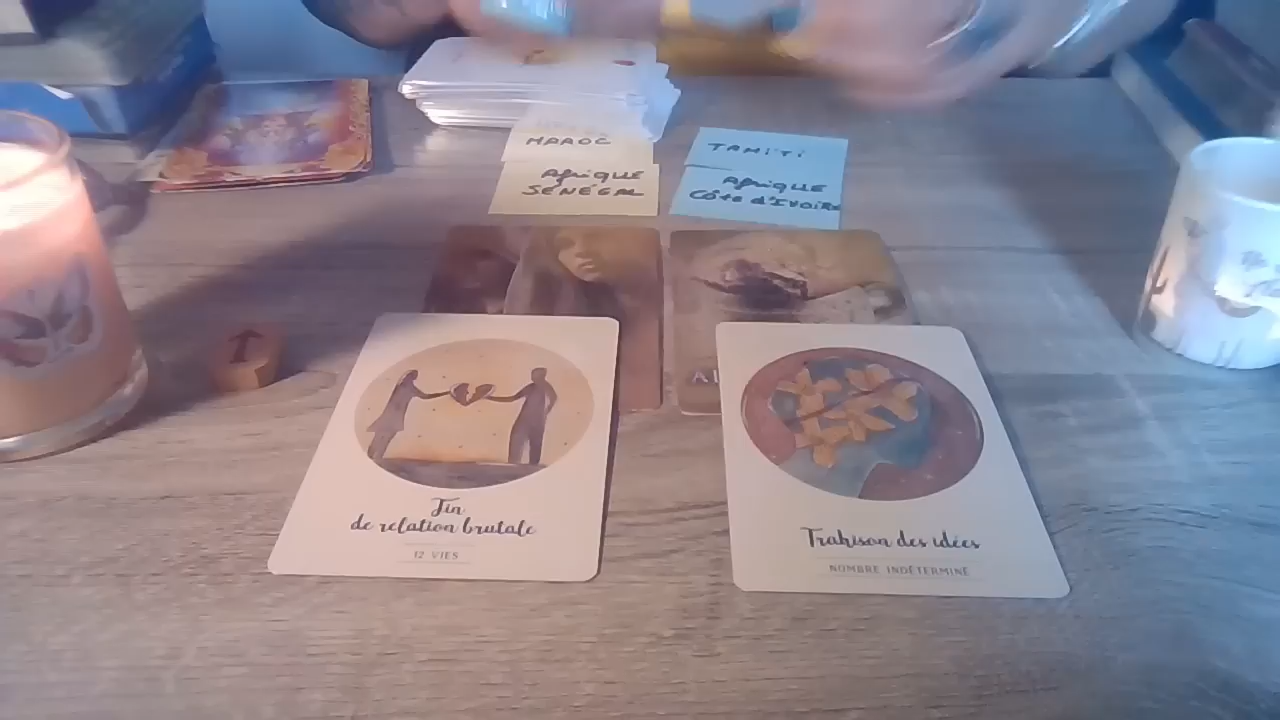 MAROC
AfriQUE
SÉNÉGAL
TAHITI
AfriQUE
Côte d'Ivoire
Fin
de relation brutale
12 VIES
Trahison des idées
NOMBRE INDÉTERMINÉ